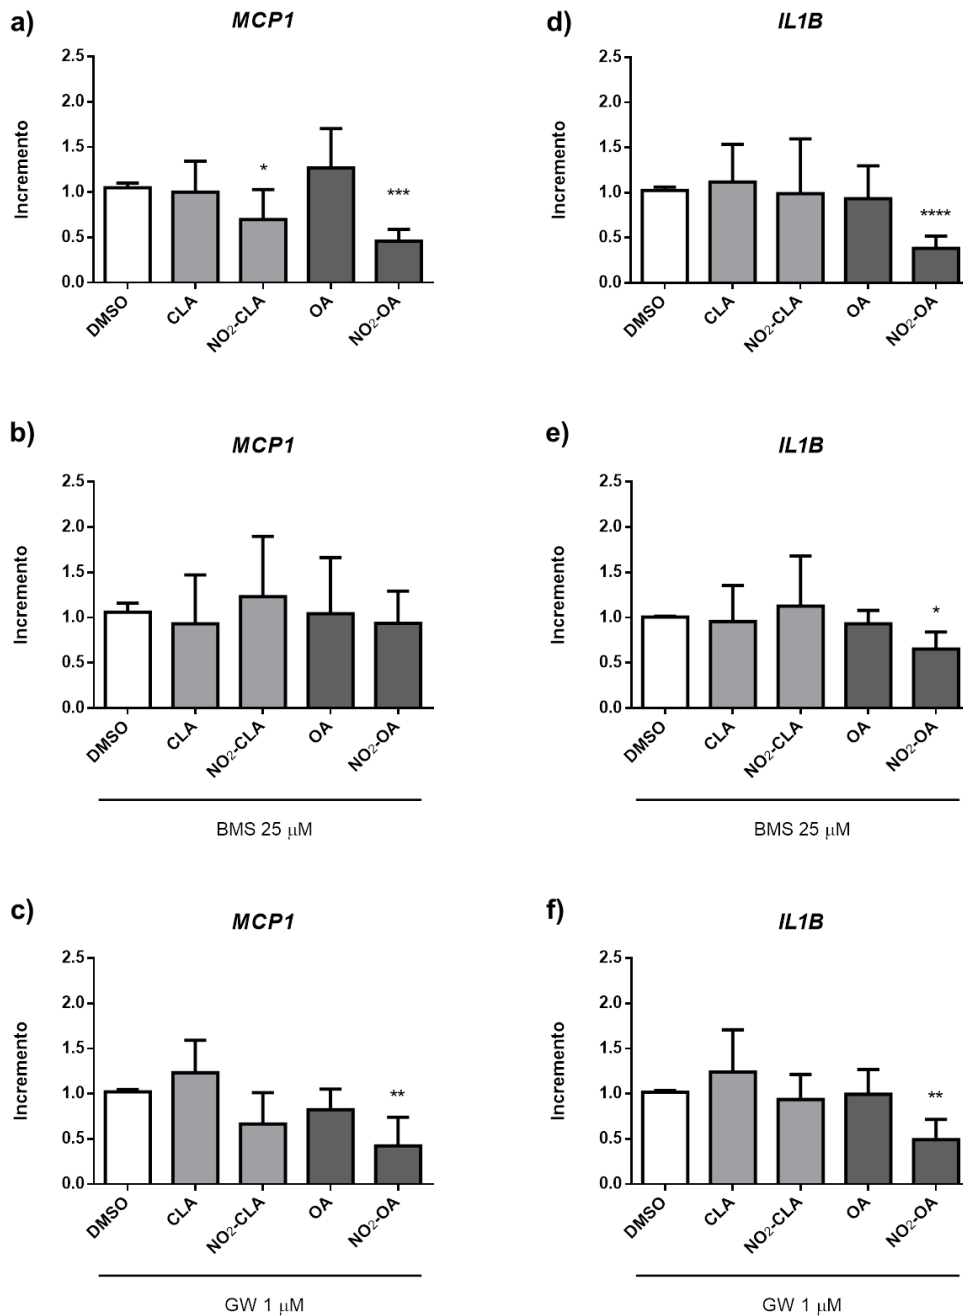 a)
MCP1
Incremento
2.5
2.0
1.5
1.0
0.5
0.0
*
***
DMSO
CLA
NO₂-CLA
OA
NO₂-OA
d)
IL1B
Incremento
2.5
2.0
1.5
1.0
0.5
0.0
****
DMSO
CLA
NO₂-CLA
OA
NO₂-OA
b)
MCP1
Incremento
2.5
2.0
1.5
1.0
0.5
0.0
DMSO
CLA
NO₂-CLA
OA
NO₂-OA
BMS 25 μM
e)
IL1B
Incremento
2.5
2.0
1.5
1.0
0.5
0.0
*
DMSO
CLA
NO₂-CLA
OA
NO₂-OA
BMS 25 μM
c)
MCP1
Incremento
2.5
2.0
1.5
1.0
0.5
0.0
**
DMSO
CLA
NO₂-CLA
OA
NO₂-OA
GW 1 μM
f)
IL1B
Incremento
2.5
2.0
1.5
1.0
0.5
0.0
**
DMSO
CLA
NO₂-CLA
OA
NO₂-OA
GW 1 μM